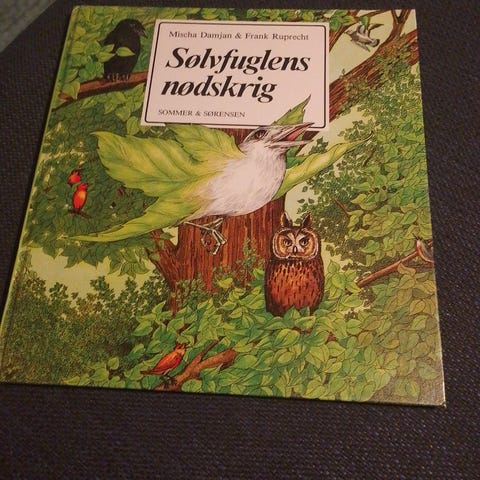 Mischa Damjan & Frank Ruprecht
Sølvfuglens
nødskrig
SOMMER & SØRENSEN